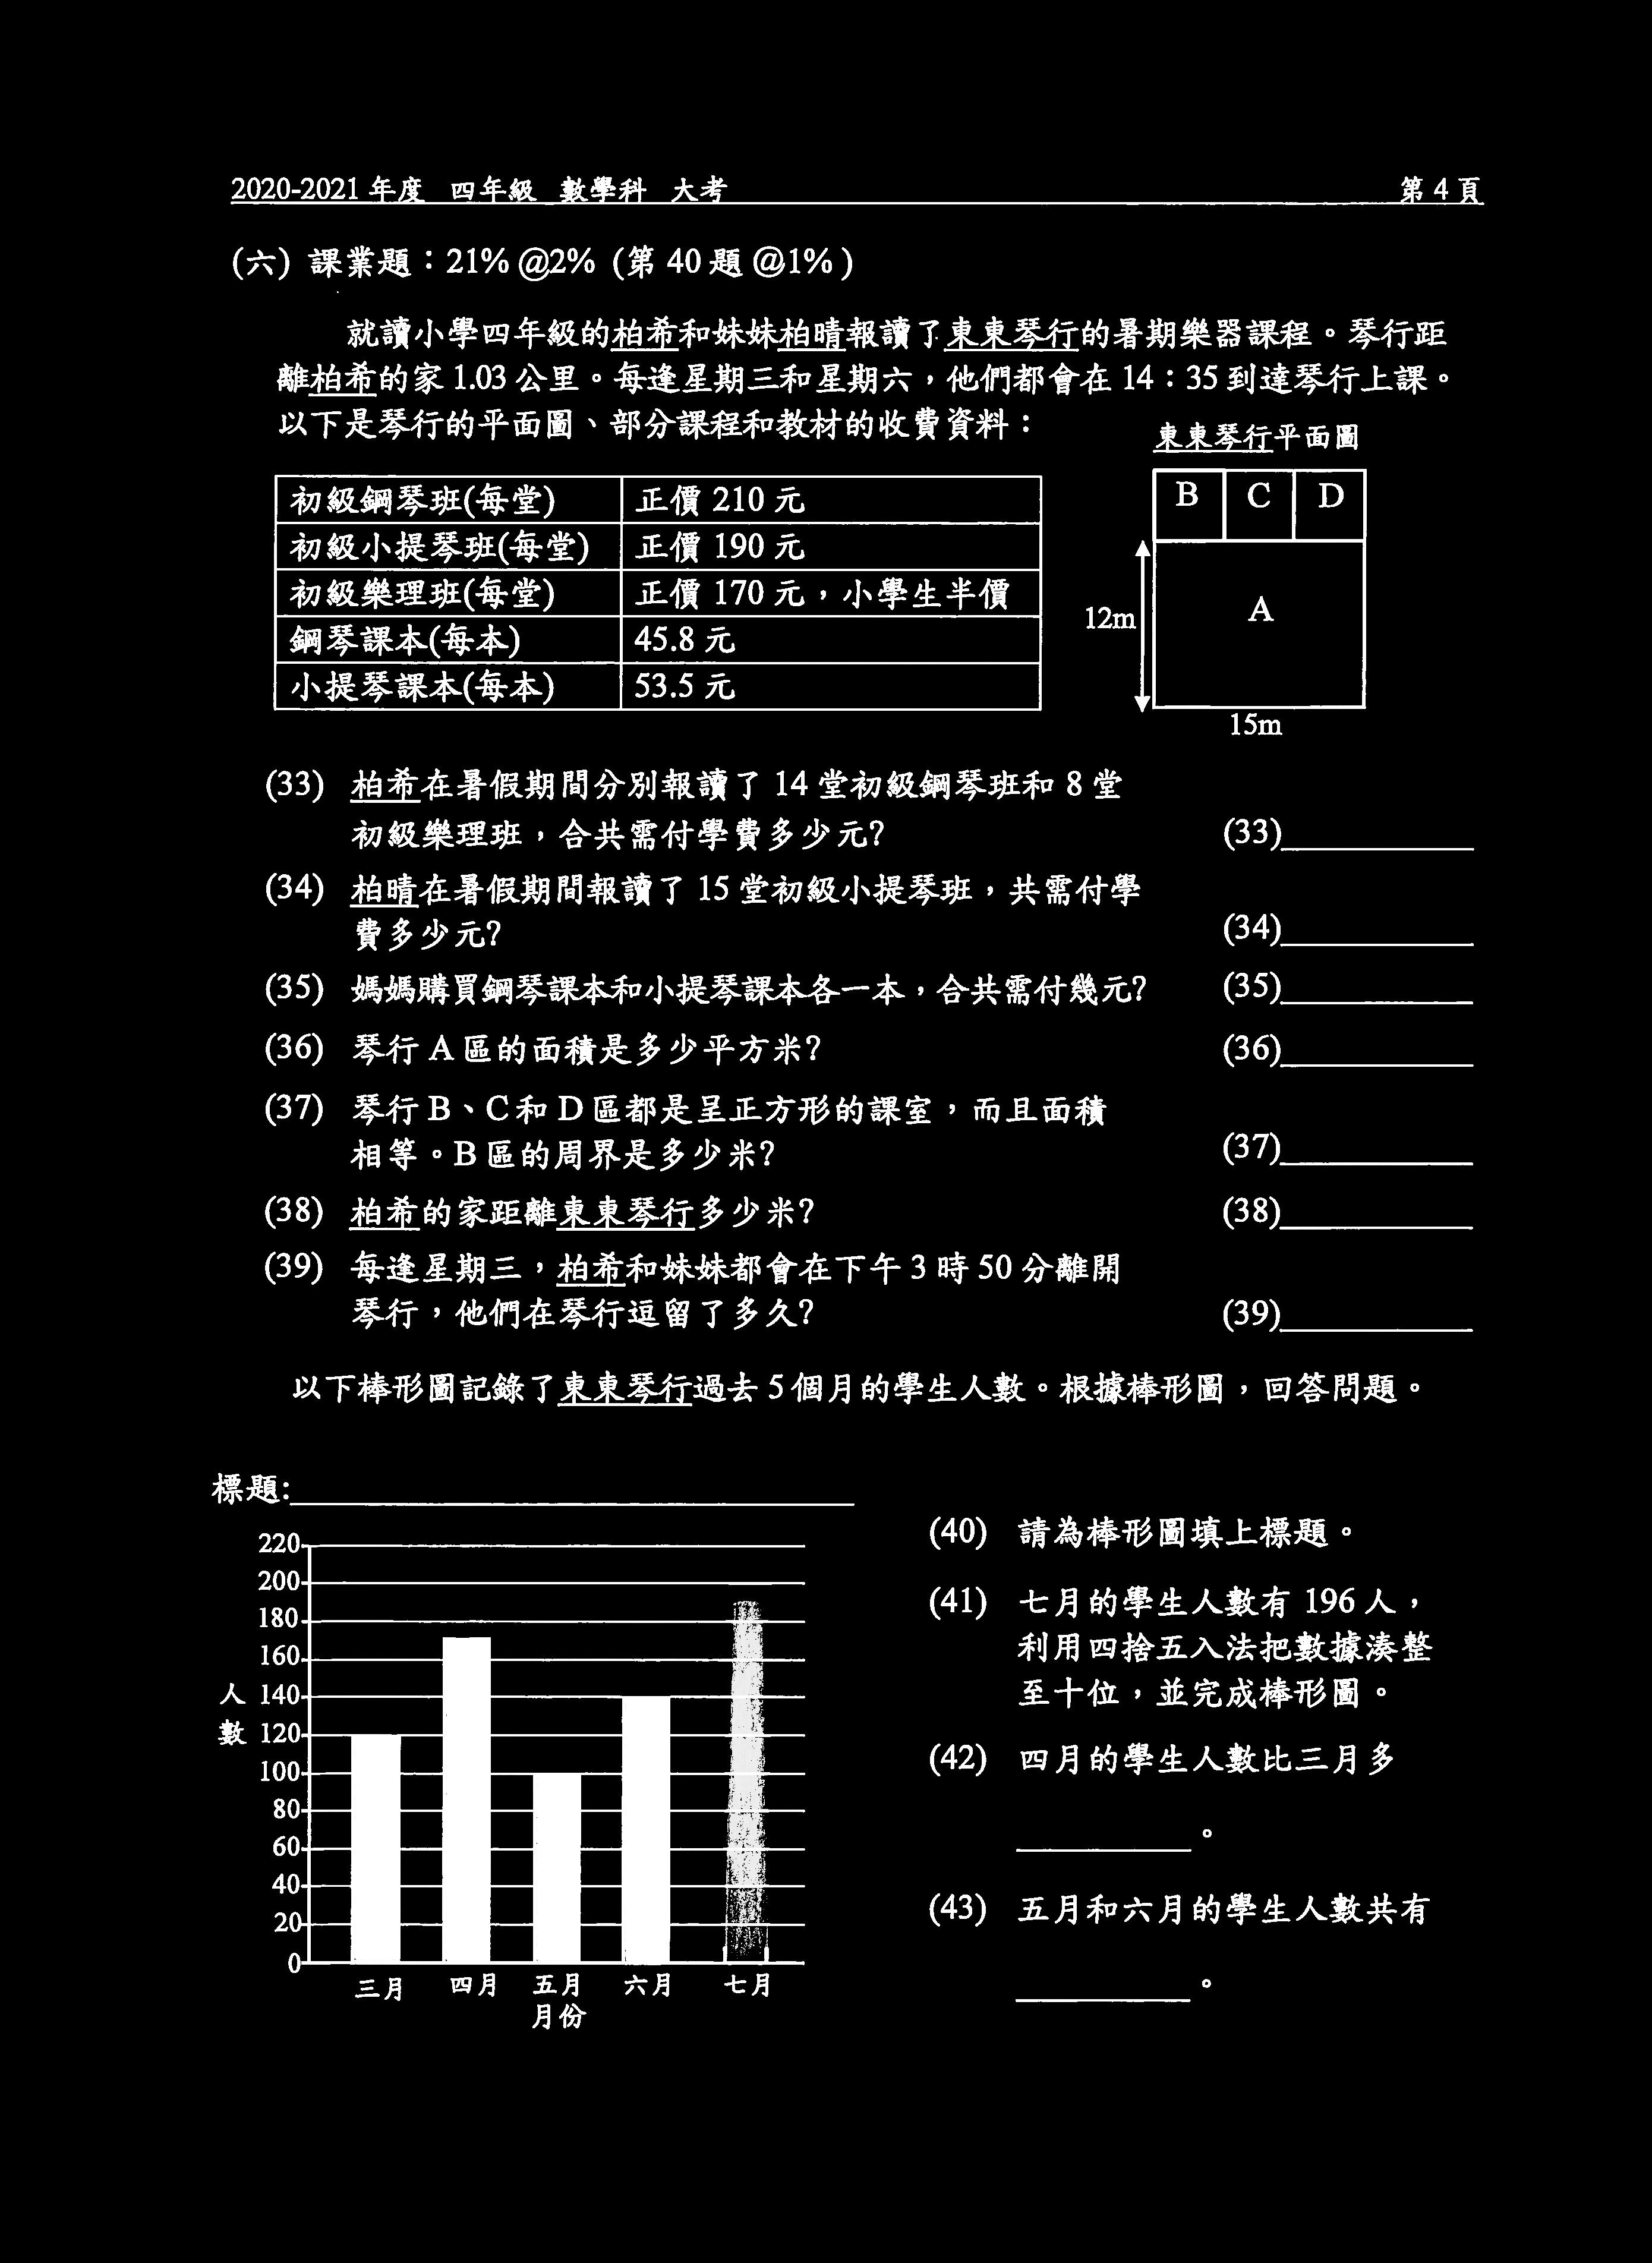 2020-2021 年度 四年級 數學科 大考 第 4 頁
(六) 課業題：21% @2% (第 40 題 @1% )
就讀小學四年級的柏希和妹妹柏晴報讀了東東琴行的暑期樂器課程。琴行距
離柏希的家 1.03 公里。每逢星期三和星期六，他們都會在 14：35 到達琴行上課。
以下是琴行的平面圖、部分課程和教材的收費資料：
東東琴行平面圖
初級鋼琴班(每堂) 正價 210 元
初級小提琴班(每堂) 正價 190 元
初級樂理班(每堂) 正價 170 元，小學生半價
鋼琴課本(每本) 45.8 元
小提琴課本(每本) 53.5 元
B C D
12m A
15m
(33) 柏希在暑假期間分別報讀了 14 堂初級鋼琴班和 8 堂
初級樂理班，合共需付學費多少元? (33)
(34) 柏晴在暑假期間報讀了 15 堂初級小提琴班，共需付學
費多少元? (34)
(35) 媽媽購買鋼琴課本和小提琴課本各一本，合共需付幾元? (35)
(36) 琴行 A 區的面積是多少平方米? (36)
(37) 琴行 B、C 和 D 區都是呈正方形的課室，而且面積
相等。B 區的周界是多少米? (37)
(38) 柏希的家距離東東琴行多少米? (38)
(39) 每逢星期三，柏希和妹妹都會在下午 3 時 50 分離開
琴行，他們在琴行逗留了多久? (39)
以下棒形圖記錄了東東琴行過去 5 個月的學生人數。根據棒形圖，回答問題。
標題:
220
200
180
160
人 140
數 120
100
80
60
40
20
0
三月 四月 五月 六月 七月
月份
(40) 請為棒形圖填上標題。
(41) 七月的學生人數有 196 人，
利用四捨五入法把數據湊整
至十位，並完成棒形圖。
(42) 四月的學生人數比三月多
。
(43) 五月和六月的學生人數共有
。